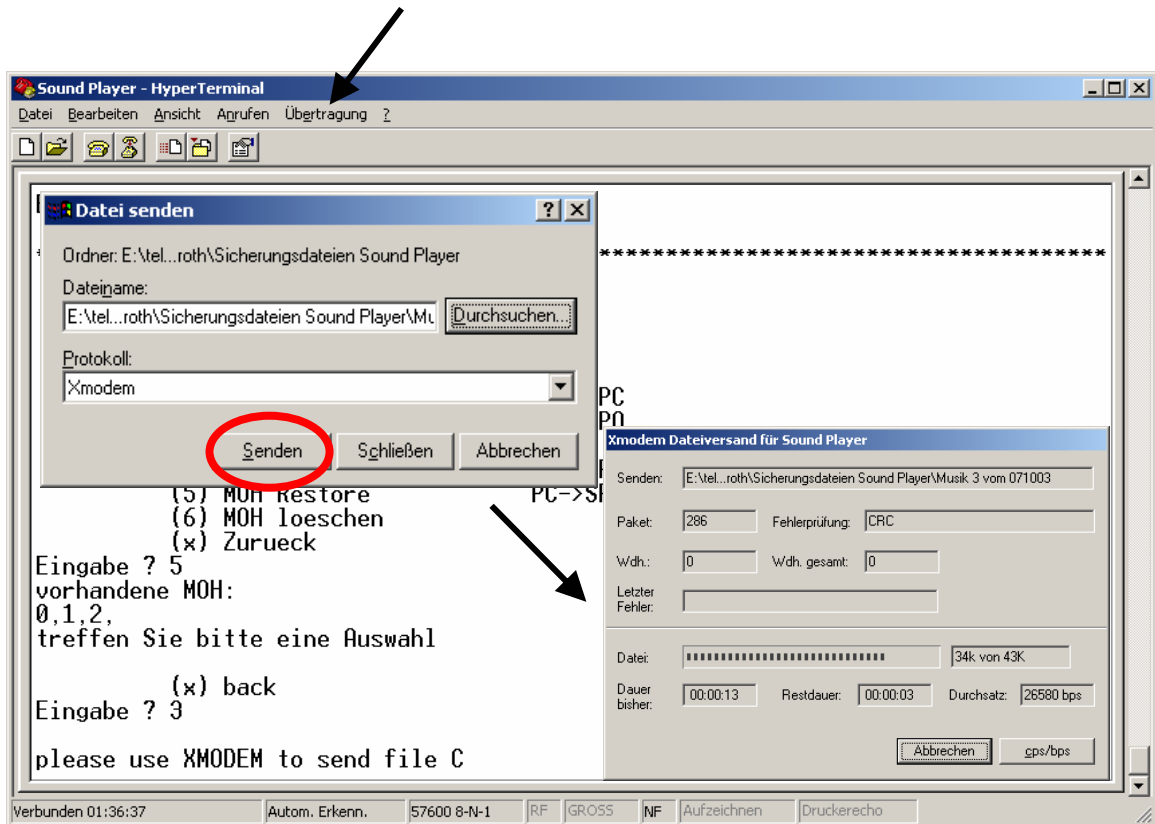 Sound Player - HyperTerminal
Datei Bearbeiten Ansicht Anrufen Übertragung ?
Datei senden
Ordner: E:\tel...roth\Sicherungsdateien Sound Player
Dateiname:
E:\tel...roth\Sicherungsdateien Sound Player\Mu Durchsuchen...
Protokoll:
Xmodem
Senden Schließen Abbrechen
*************************************
PC
(5) MOH Restore PC->SP
(6) MOH loeschen
(x) Zurueck
Eingabe ? 5
vorhandene MOH:
0,1,2,
treffen Sie bitte eine Auswahl
(x) back
Eingabe ? 3
please use XMODEM to send file C
Xmodem Dateiversand für Sound Player
Senden: E:\tel...roth\Sicherungsdateien Sound Player\Musik 3 vom 071003
Paket: 286 Fehlerprüfung: CRC
Wdh.: 0 Wdh. gesamt: 0
Letzter
Fehler:
Datei: 34k von 43K
Dauer
bisher: 00:00:13 Restdauer: 00:00:03 Durchsatz: 26580 bps
Abbrechen cps/bps
Verbunden 01:36:37 Autom. Erkenn. 57600 8-N-1 RF GROSS NF Aufzeichnen Druckerecho